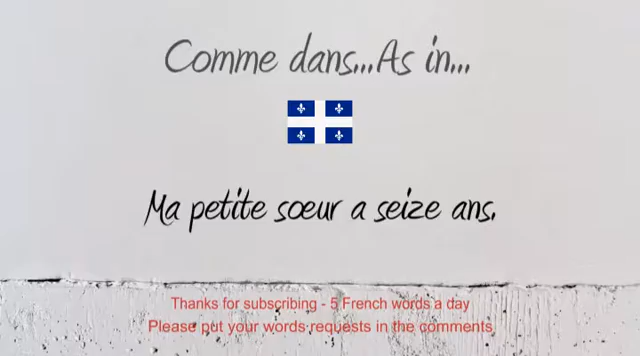 Comme dans...As in...
Ma petite sœur a seize ans.
Thanks for subscribing - 5 French words a day
Please put your words requests in the comments